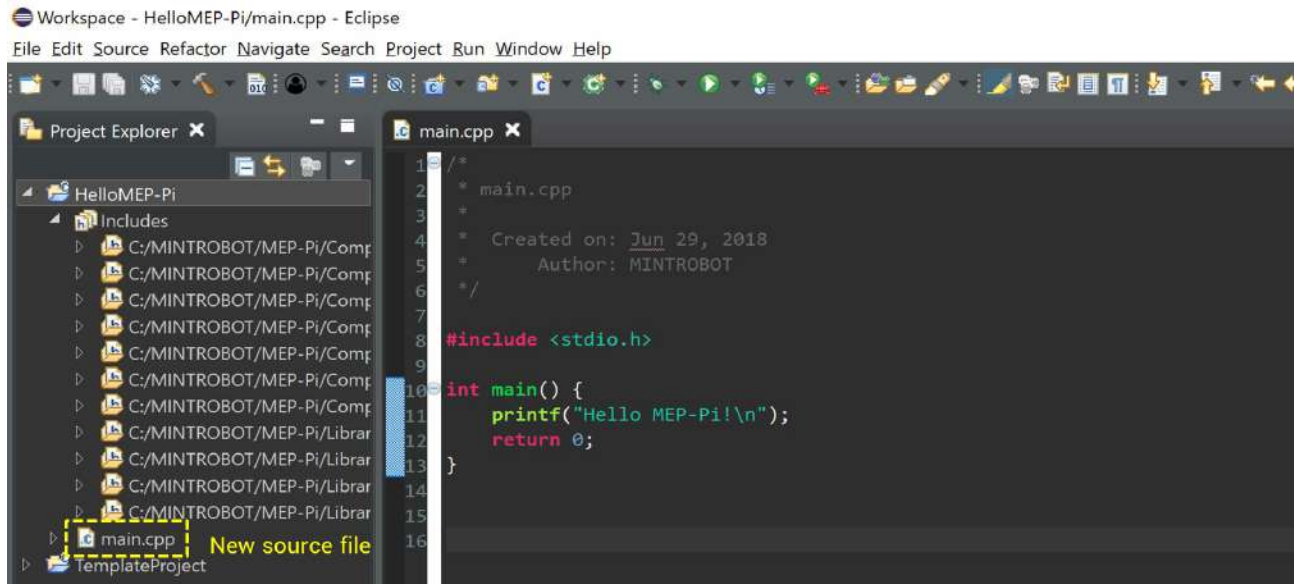 Workspace - HelloMEP-Pi/main.cpp - Eclipse
File Edit Source Refactor Navigate Search Project Run Window Help
Project Explorer
HelloMEP-Pi
Includes
C:/MINTROBOT/MEP-Pi/Comp
C:/MINTROBOT/MEP-Pi/Comp
C:/MINTROBOT/MEP-Pi/Comp
C:/MINTROBOT/MEP-Pi/Comp
C:/MINTROBOT/MEP-Pi/Comp
C:/MINTROBOT/MEP-Pi/Comp
C:/MINTROBOT/MEP-Pi/Comp
C:/MINTROBOT/MEP-Pi/Librar
C:/MINTROBOT/MEP-Pi/Librar
C:/MINTROBOT/MEP-Pi/Librar
C:/MINTROBOT/MEP-Pi/Librar
main.cpp New source file
TemplateProject
main.cpp
1 /*
2 * main.cpp
3 *
4 * Created on: Jun 29, 2018
5 * Author: MINTROBOT
6 */
7
8 #include <stdio.h>
9
10 int main() {
11 printf("Hello MEP-Pi!\n");
12 return 0;
13 }
14
15
16